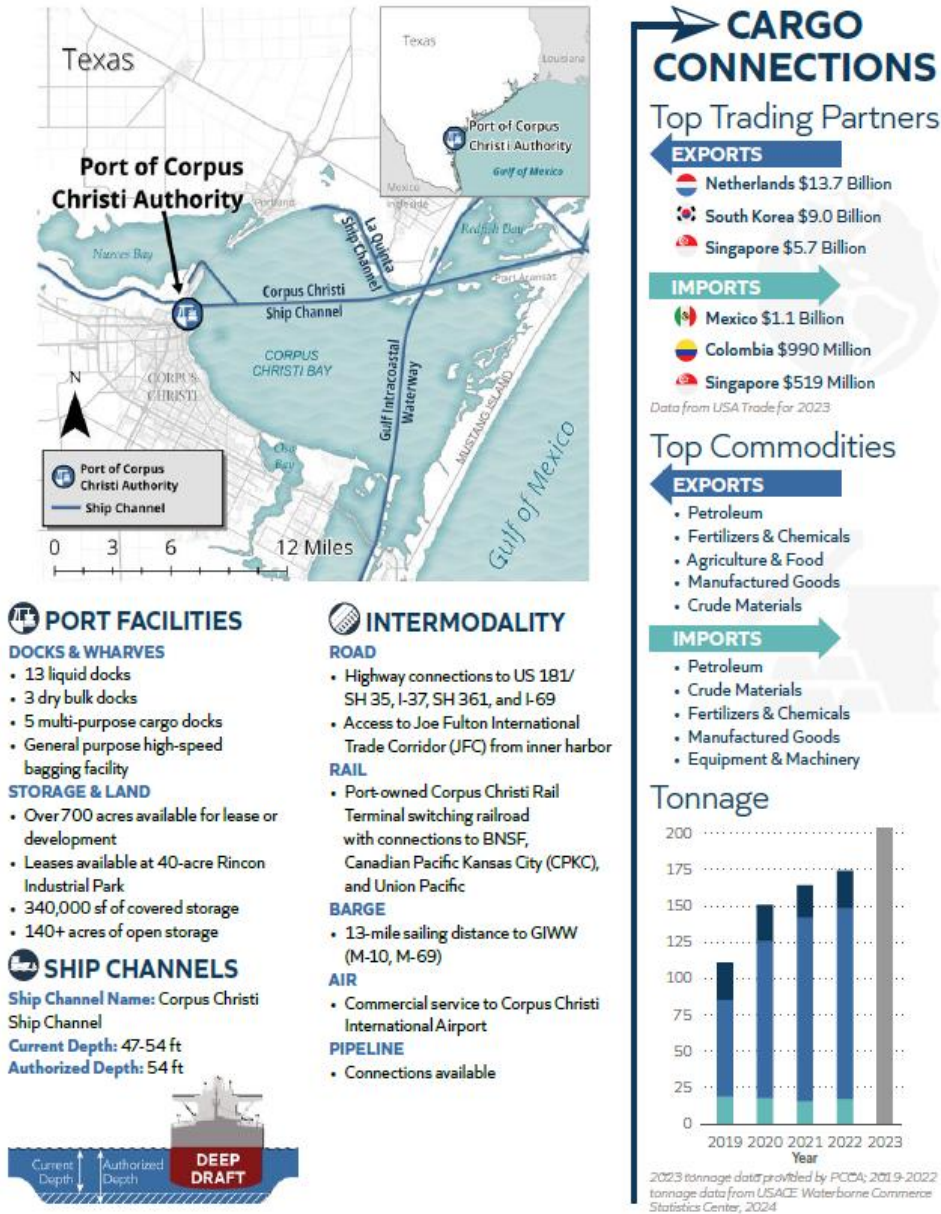 Texas
Texas
Louisiana
Port of Corpus
Christi Authority
Gulf of Mexico
Mexico
Port of Corpus
Christi Authority
Portland
Ingleside
La Quinta
Ship Channel
Redfish Bay
Nueces Bay
Port Aransas
Corpus Christi
Ship Channel
CORPUS
CHRISTI BAY
N
CORPUS
CHRISTI
Gulf Intracoastal
Waterway
MUSTANG ISLAND
Oso
Bay
Gulf of Mexico
Port of Corpus
Christi Authority
Ship Channel
0 3 6 12 Miles
PORT FACILITIES
DOCKS & WHARVES
• 13 liquid docks
• 3 dry bulk docks
• 5 multi-purpose cargo docks
• General purpose high-speed
bagging facility
STORAGE & LAND
• Over 700 acres available for lease or
development
• Leases available at 40-acre Rincon
Industrial Park
• 340,000 sf of covered storage
• 140+ acres of open storage
SHIP CHANNELS
Ship Channel Name: Corpus Christi
Ship Channel
Current Depth: 47-54 ft
Authorized Depth: 54 ft
Current
Depth
Authorized
Depth
DEEP
DRAFT
INTERMODALITY
ROAD
• Highway connections to US 181/
SH 35, I-37, SH 361, and I-69
• Access to Joe Fulton International
Trade Corridor (JFC) from inner harbor
RAIL
• Port-owned Corpus Christi Rail
Terminal switching railroad
with connections to BNSF,
Canadian Pacific Kansas City (CPKC),
and Union Pacific
BARGE
• 13-mile sailing distance to GIWW
(M-10, M-69)
AIR
• Commercial service to Corpus Christi
International Airport
PIPELINE
• Connections available
CARGO
CONNECTIONS
Top Trading Partners
EXPORTS
Netherlands $13.7 Billion
South Korea $9.0 Billion
Singapore $5.7 Billion
IMPORTS
Mexico $1.1 Billion
Colombia $990 Million
Singapore $519 Million
Data from USA Trade for 2023
Top Commodities
EXPORTS
• Petroleum
• Fertilizers & Chemicals
• Agriculture & Food
• Manufactured Goods
• Crude Materials
IMPORTS
• Petroleum
• Crude Materials
• Fertilizers & Chemicals
• Manufactured Goods
• Equipment & Machinery
Tonnage
200
175
150
125
100
75
50
25
0
2019 2020 2021 2022 2023
Year
2023 tonnage data provided by PCCA; 2019-2022
tonnage data from USACE Waterborne Commerce
Statistics Center, 2024